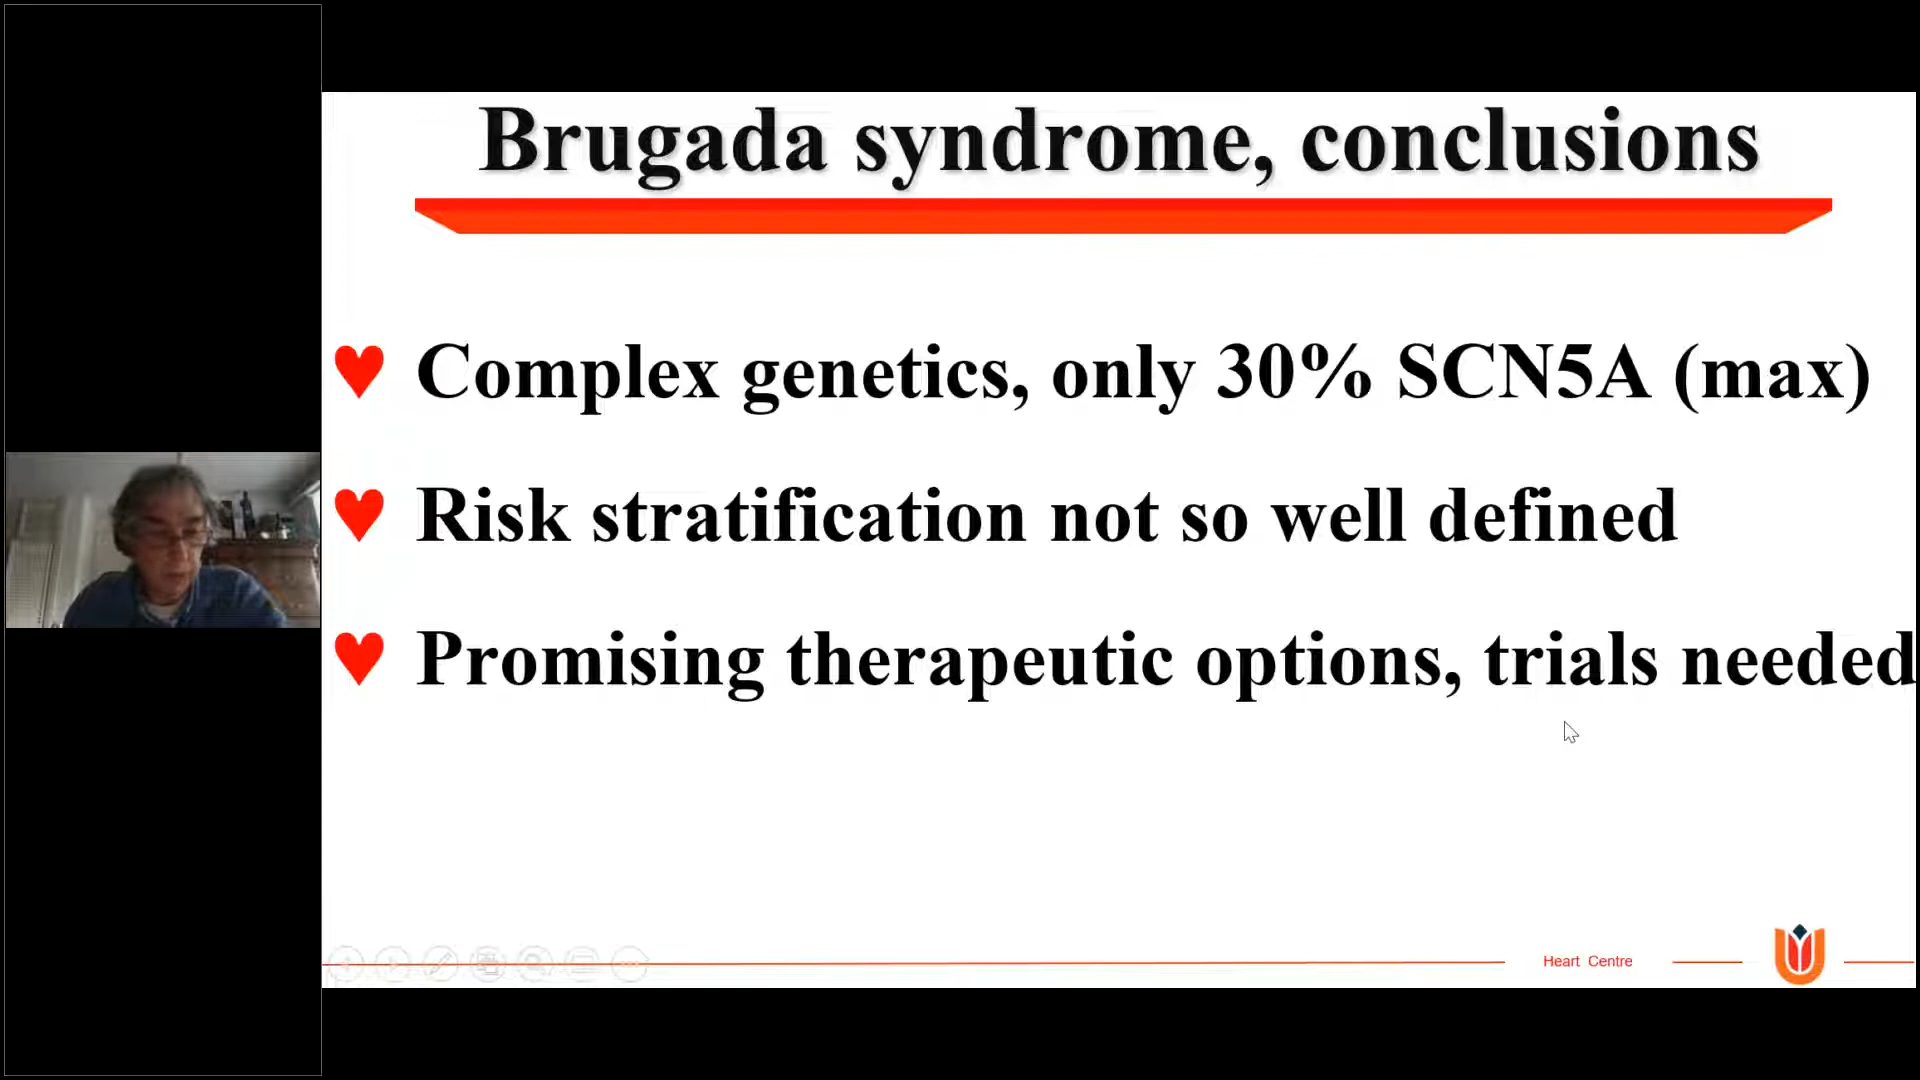 Brugada syndrome, conclusions
Complex genetics, only 30% SCN5A (max)
Risk stratification not so well defined
Promising therapeutic options, trials needed
Heart Centre